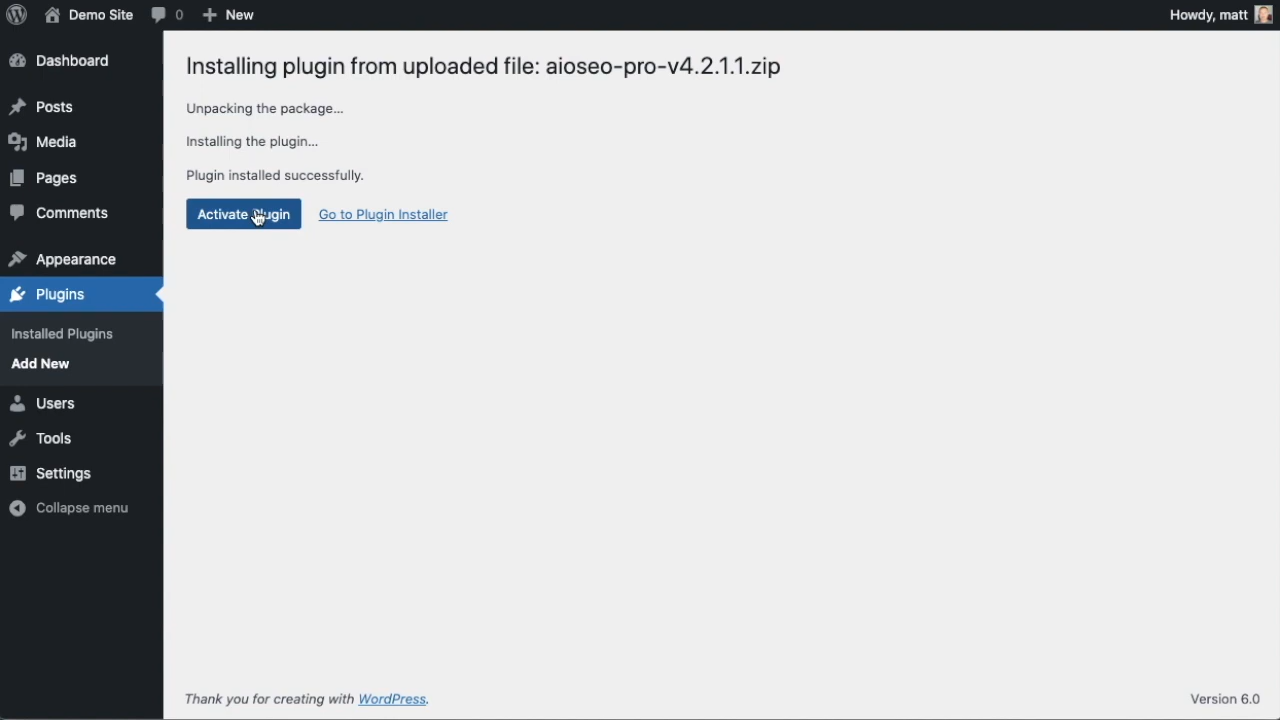 Demo Site 0 New Howdy, matt
Dashboard
Posts
Media
Pages
Comments
Appearance
Plugins
Installed Plugins
Add New
Users
Tools
Settings
Collapse menu
Installing plugin from uploaded file: aioseo-pro-v4.2.1.1.zip
Unpacking the package...
Installing the plugin...
Plugin installed successfully.
Activate Plugin Go to Plugin Installer
Thank you for creating with WordPress. Version 6.0